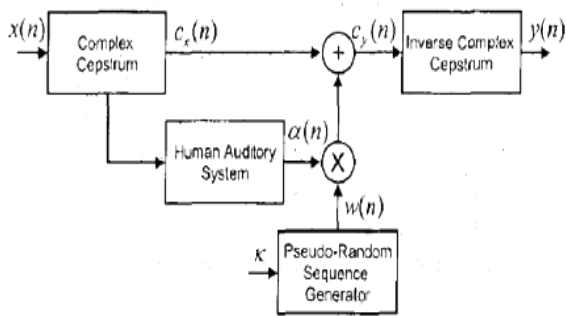 x(n)
Complex
Cepstrum
c_x(n)
+
c_y(n)
Inverse Complex
Cepstrum
y(n)
Human Auditory
System
α(n)
X
w(n)
κ
Pseudo-Random
Sequence
Generator